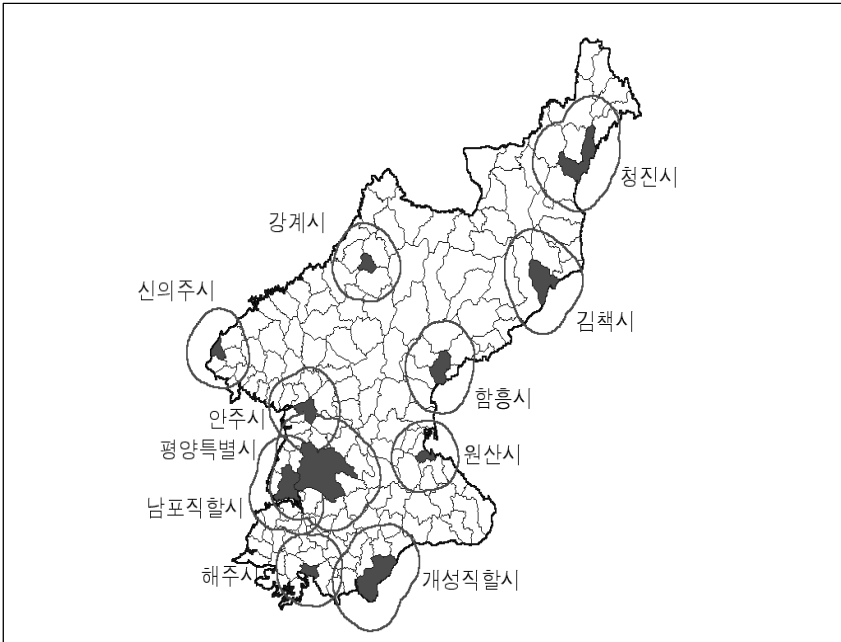 청진시
강계시
신의주시
김책시
함흥시
안주시
평양특별시
원산시
남포직할시
해주시
개성직할시